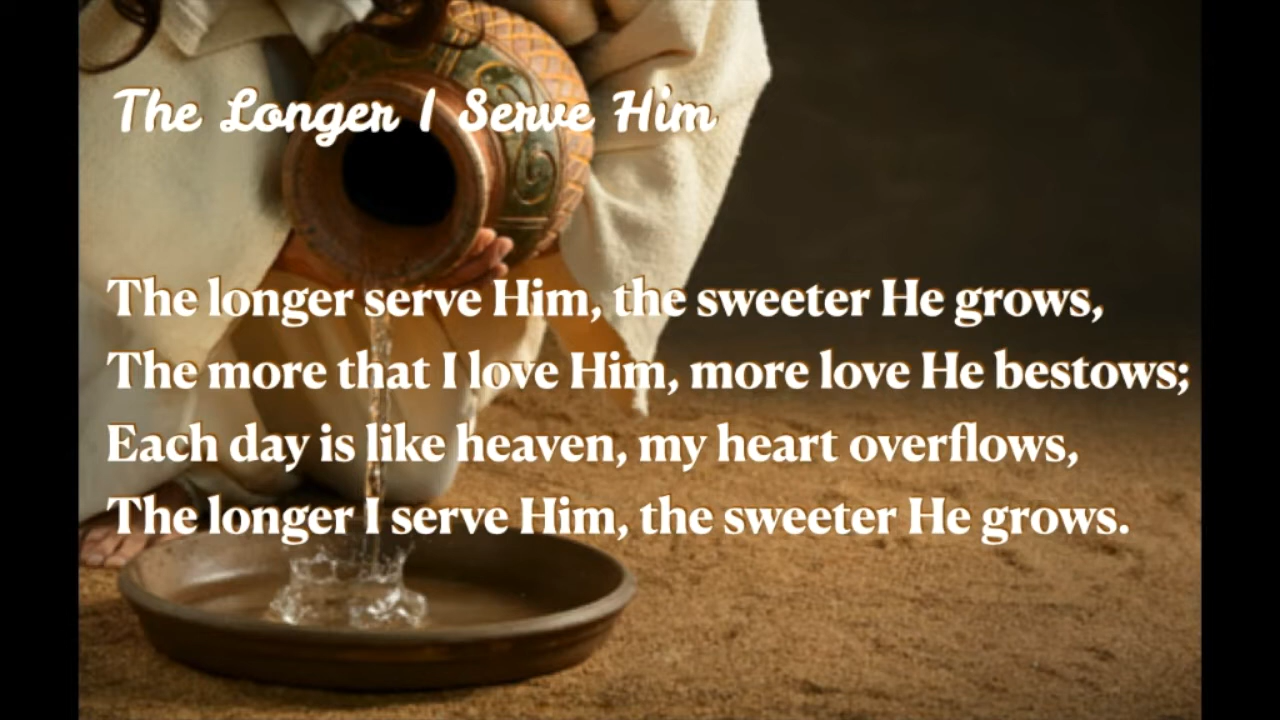 The Longer I Serve Him
The longer serve Him, the sweeter He grows,
The more that I love Him, more love He bestows;
Each day is like heaven, my heart overflows,
The longer I serve Him, the sweeter He grows.